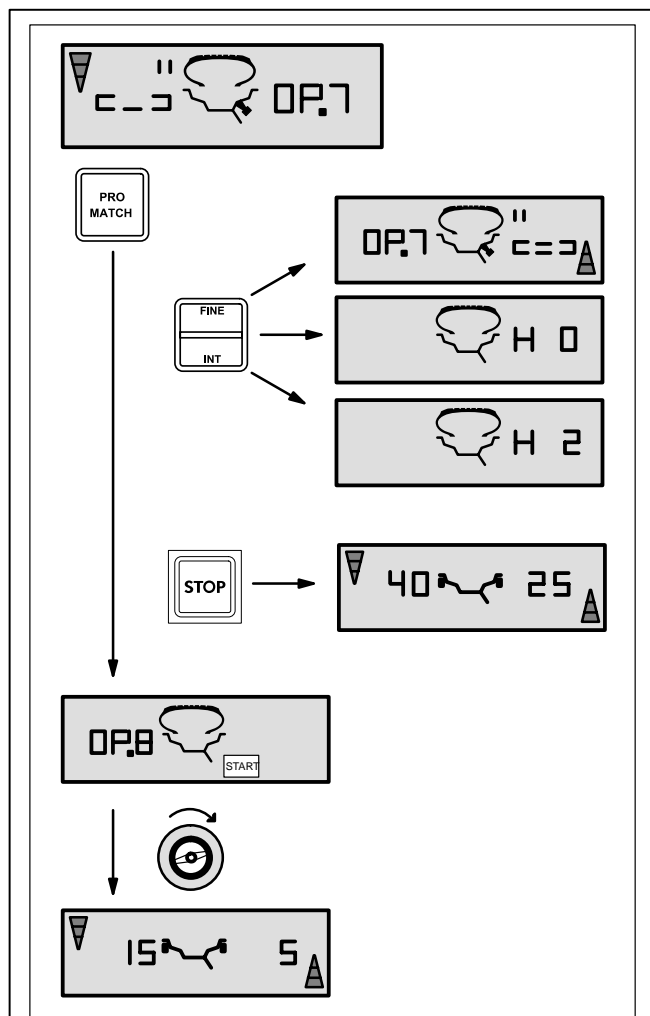 " OP.7
PRO
MATCH
OP.7 "
FINE
INT
H 0
H 2
STOP
40 25
OP.8
START
15 5